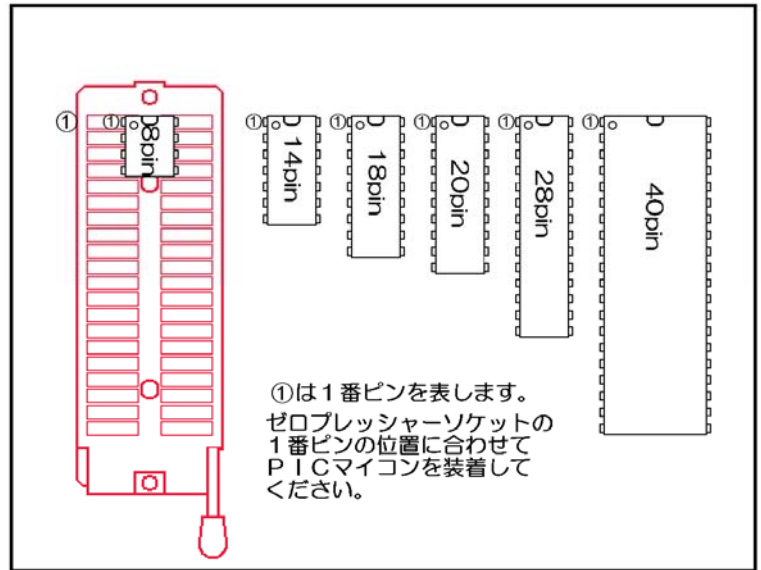 ①
①
8pin
①
14pin
①
18pin
①
20pin
①
28pin
①
40pin
①は１番ピンを表します。
ゼロプレッシャーソケットの
１番ピンの位置に合わせて
ＰＩＣマイコンを装着して
ください。